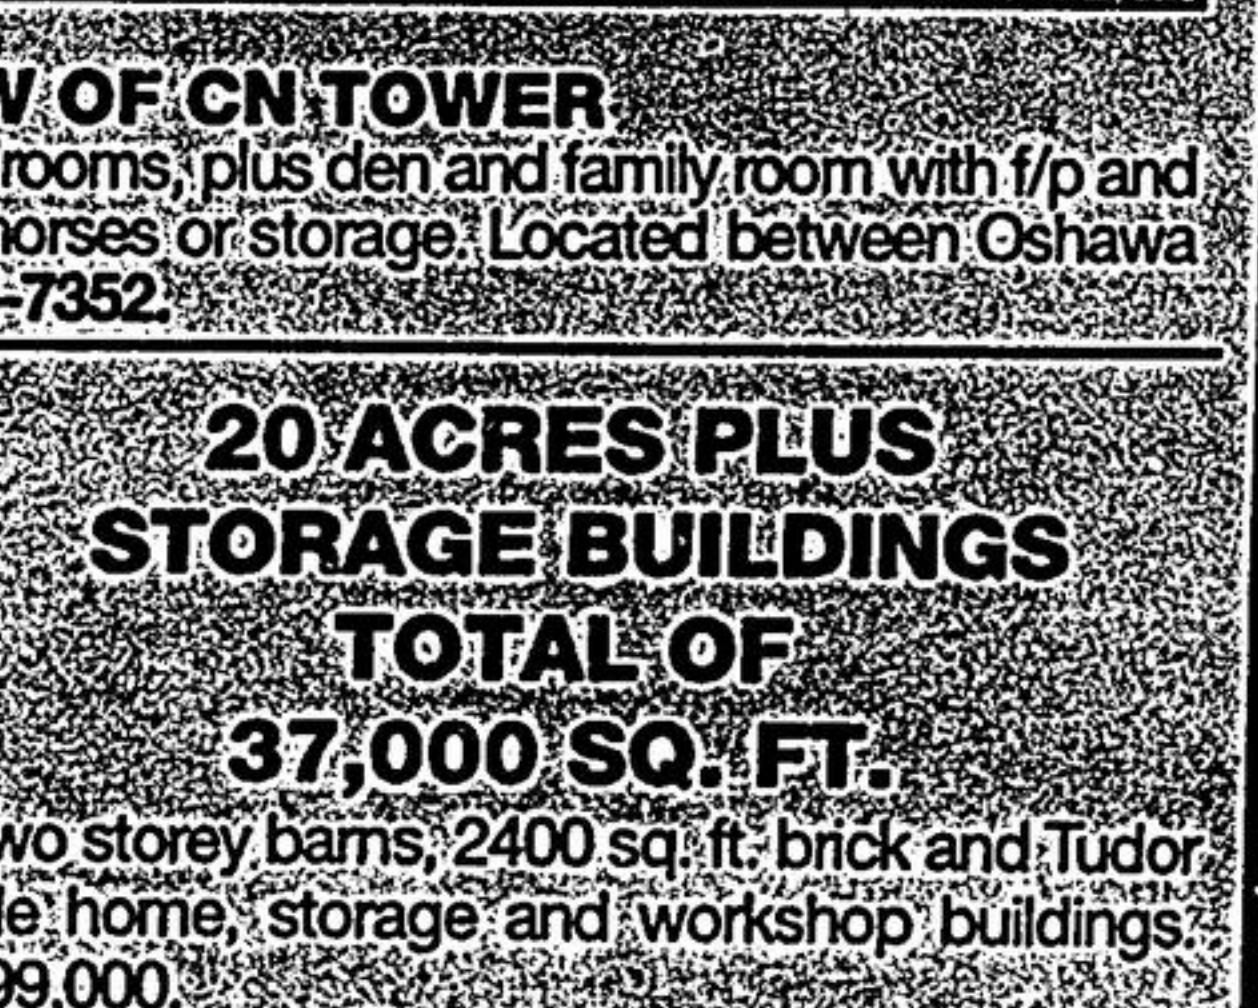 W OF CN TOWER
rooms, plus den and family room with f/p and
horses or storage. Located between Oshawa
-7352.
20 ACRES PLUS
STORAGE BUILDINGS
TOTAL OF
37,000 SQ. FT.
wo storey barns, 2400 sq. ft. brick and Tudor
le home, storage and workshop buildings.
99,000.